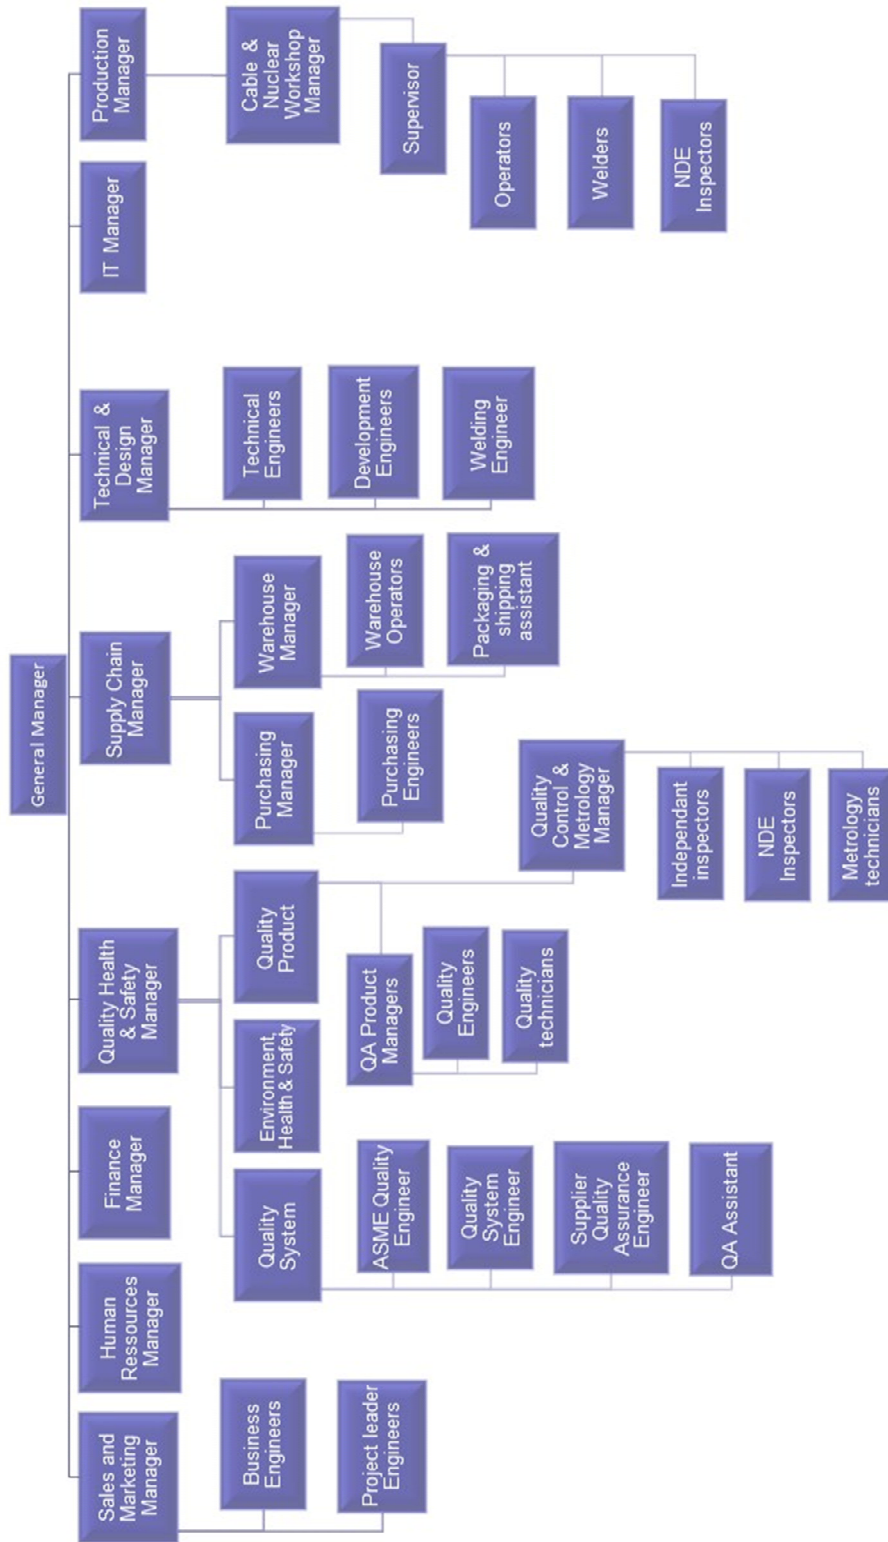 General Manager
Sales and
Marketing
Manager
Human
Ressources
Manager
Finance
Manager
Quality Health
& Safety
Manager
Supply Chain
Manager
Technical &
Design
Manager
IT Manager
Production
Manager
Business
Engineers
Project leader
Engineers
Quality
System
Environment,
Health & Safety
Quality
Product
ASME Quality
Engineer
Quality
System
Engineer
Supplier
Quality
Assurance
Engineer
QA Assistant
QA Product
Managers
Quality
Engineers
Quality
technicians
Quality
Control &
Metrology
Manager
Independant
inspectors
NDE
Inspectors
Metrology
technicians
Purchasing
Manager
Purchasing
Engineers
Warehouse
Manager
Warehouse
Operators
Packaging &
shipping
assistant
Technical
Engineers
Development
Engineers
Welding
Engineer
Cable &
Nuclear
Workshop
Manager
Supervisor
Operators
Welders
NDE
Inspectors